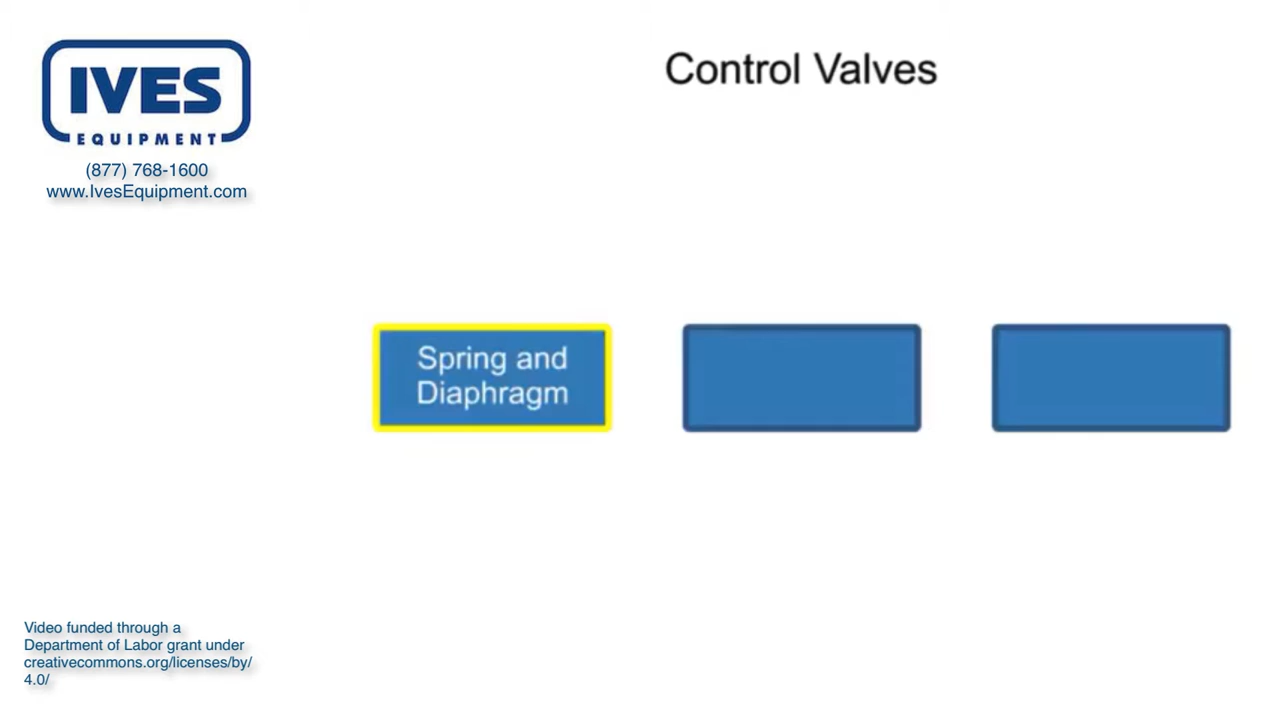 IVES
EQUIPMENT
(877) 768-1600
www.IvesEquipment.com
Control Valves
Spring and
Diaphragm
Video funded through a
Department of Labor grant under
creativecommons.org/licenses/by/
4.0/